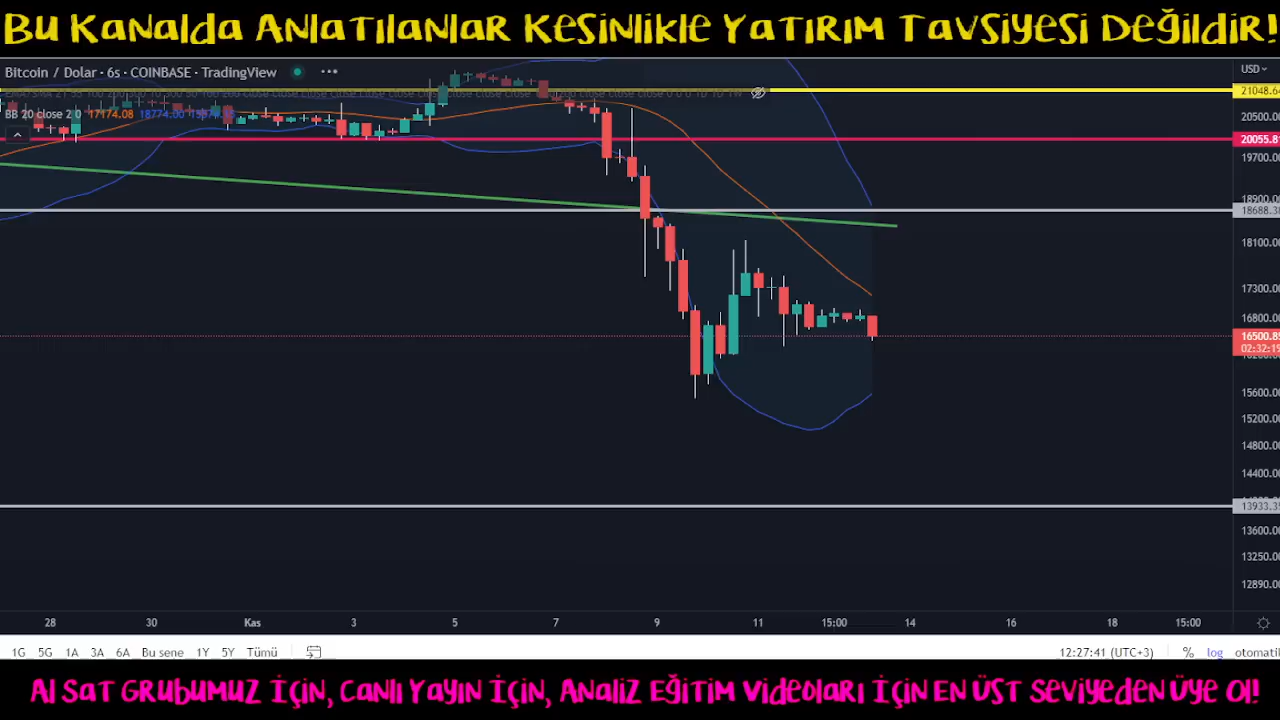 Bu Kanalda Anlatılanlar Kesinlikle Yatırım Tavsiyesi Değildir!
Bitcoin / Dolar · 6s · COINBASE · TradingView
USD
21048.64
BB 20 close 2 0 17174.08 18774.00
20500.00
20055.81
19700.00
18900.00
18688.38
18100.00
17300.00
16800.00
16500.85
02:32:19
15600.00
15200.00
14800.00
14400.00
13933.39
13600.00
13250.00
12890.00
28 30 Kas 3 5 7 9 11 15:00 14 16 18 15:00
1G 5G 1A 3A 6A Bu sene 1Y 5Y Tümü 12:27:41 (UTC+3) % log otomatik
Al Sat Grubumuz İçin, Canlı Yayın İçin, Analiz Eğitim Videoları İçin En Üst Seviyeden Üye Ol!